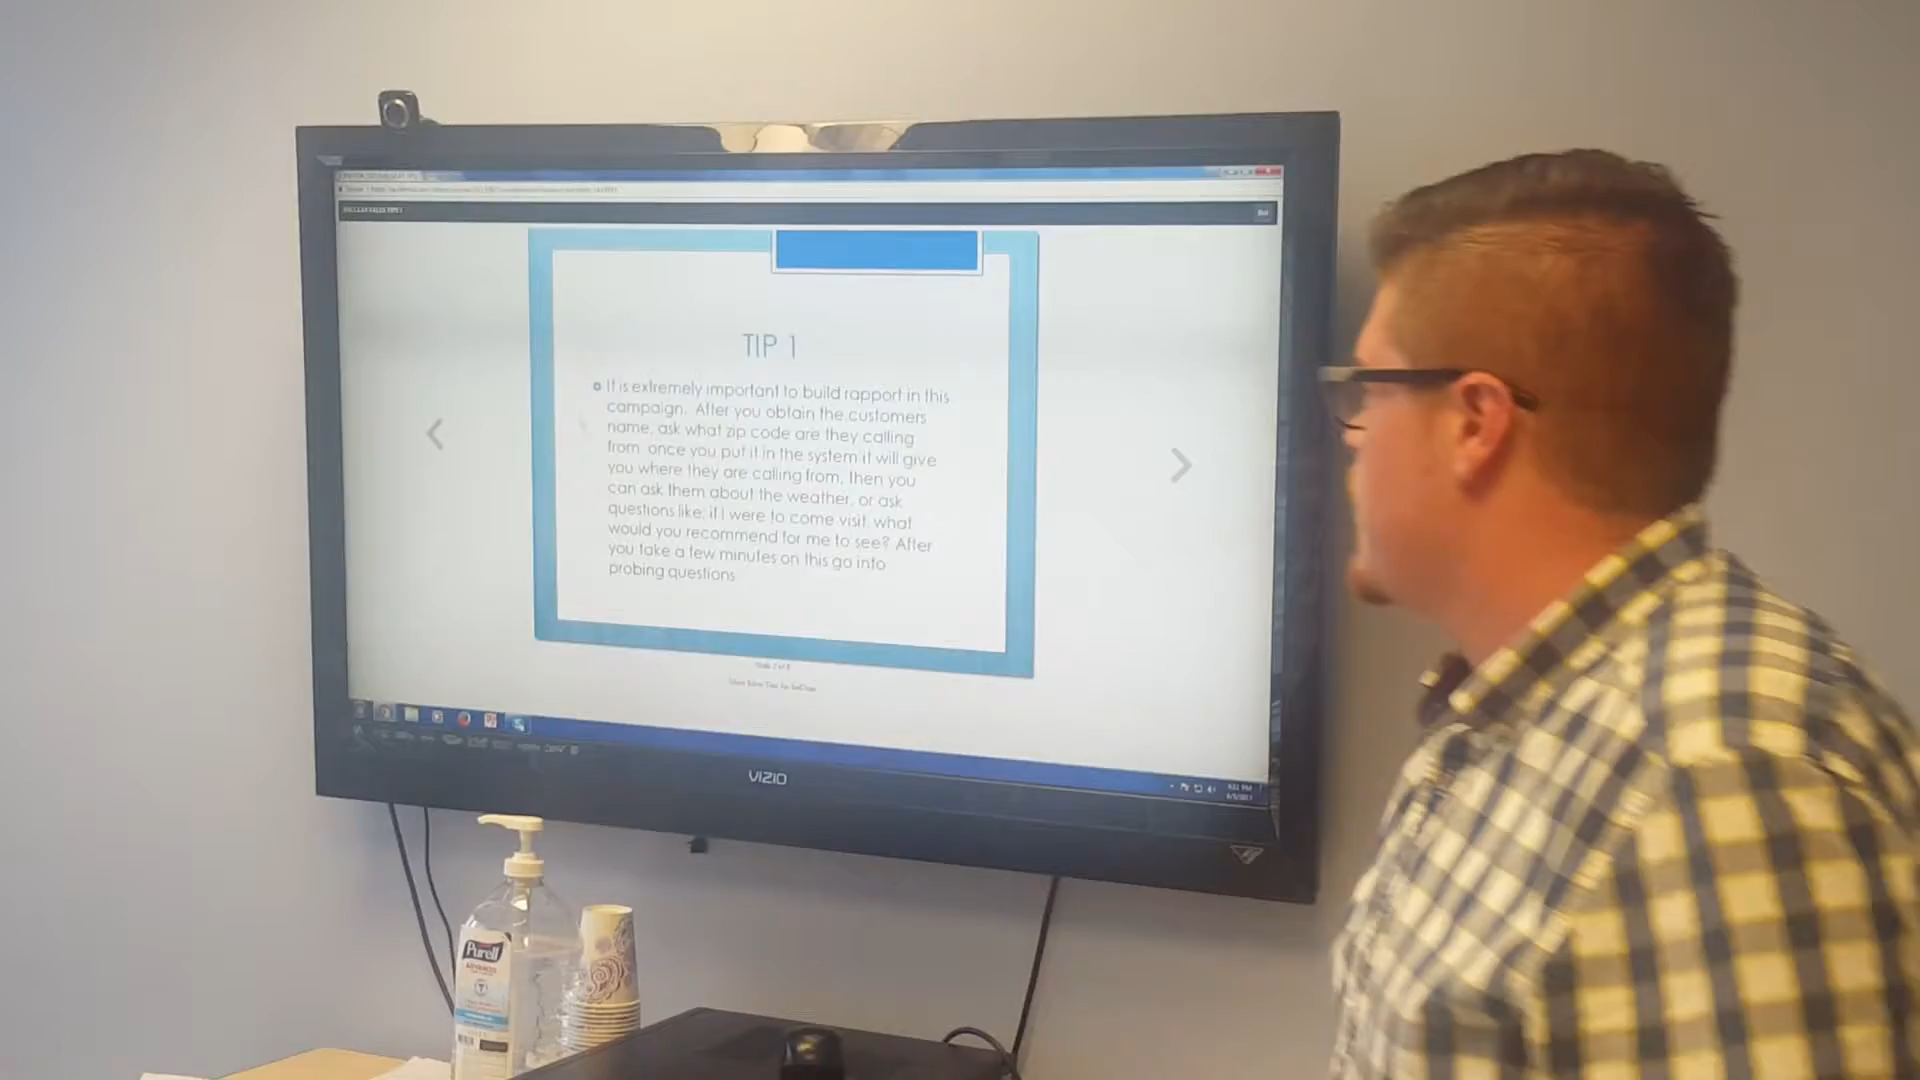 TIP 1
It is extremely important to build rapport in this
campaign. After you obtain the customers
name, ask what zip code are they calling
from once you put it in the system it will give
you where they are calling from, then you
can ask them about the weather, or ask
questions like: if I were to come visit, what
would you recommend for me to see? After
you take a few minutes on this go into
probing questions.
VIZIO
Purell
ADVANCED